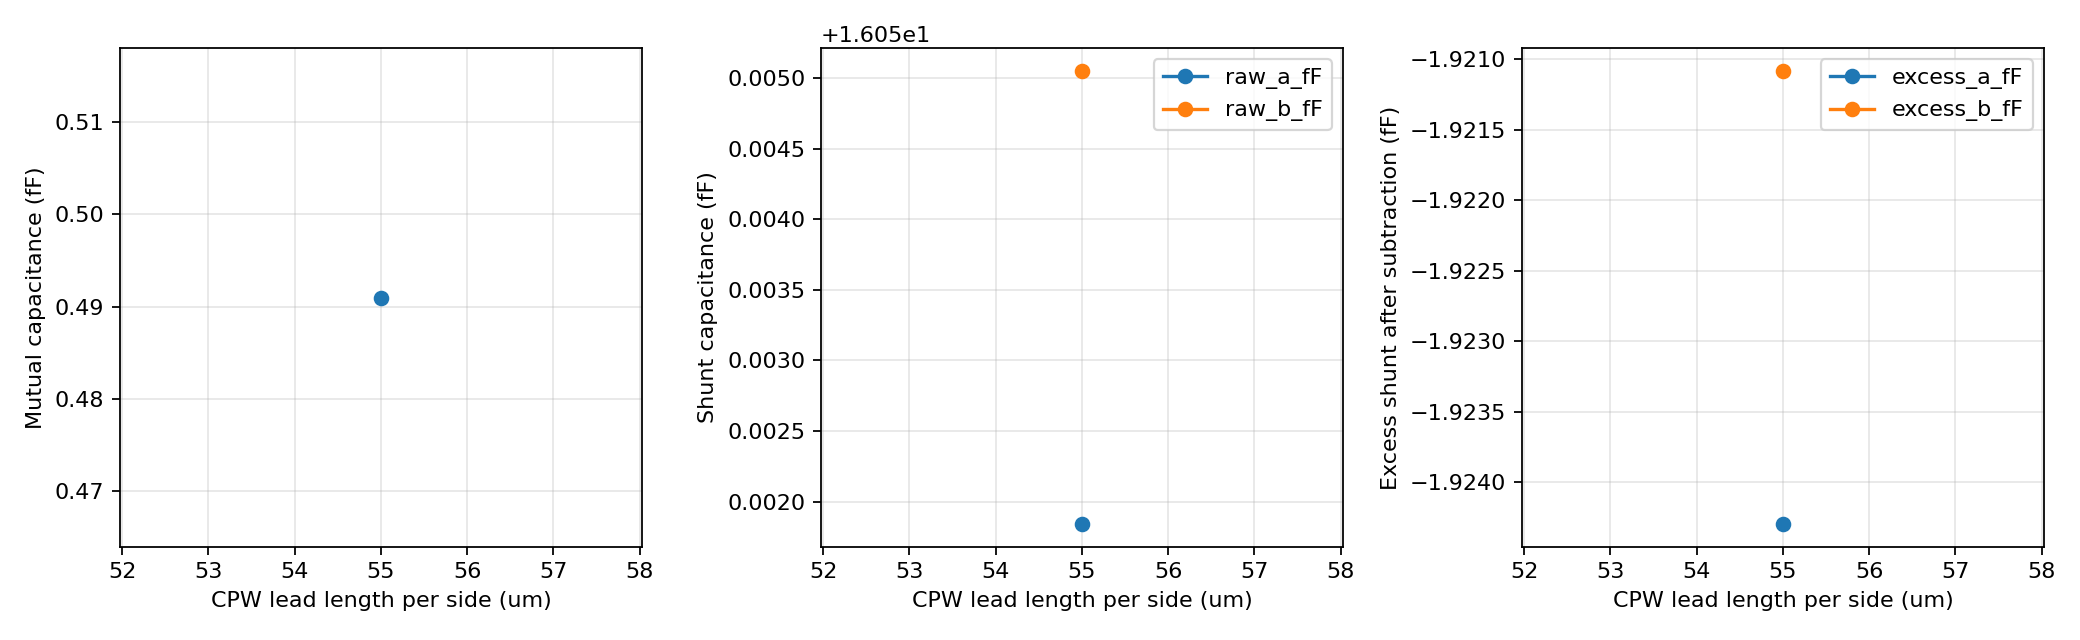 Mutual capacitance (fF)
0.51
0.50
0.49
0.48
0.47
52 53 54 55 56 57 58
CPW lead length per side (um)
+1.605e1
Shunt capacitance (fF)
0.0050
0.0045
0.0040
0.0035
0.0030
0.0025
0.0020
raw_a_fF
raw_b_fF
52 53 54 55 56 57 58
CPW lead length per side (um)
Excess shunt after subtraction (fF)
−1.9210
−1.9215
−1.9220
−1.9225
−1.9230
−1.9235
−1.9240
excess_a_fF
excess_b_fF
52 53 54 55 56 57 58
CPW lead length per side (um)